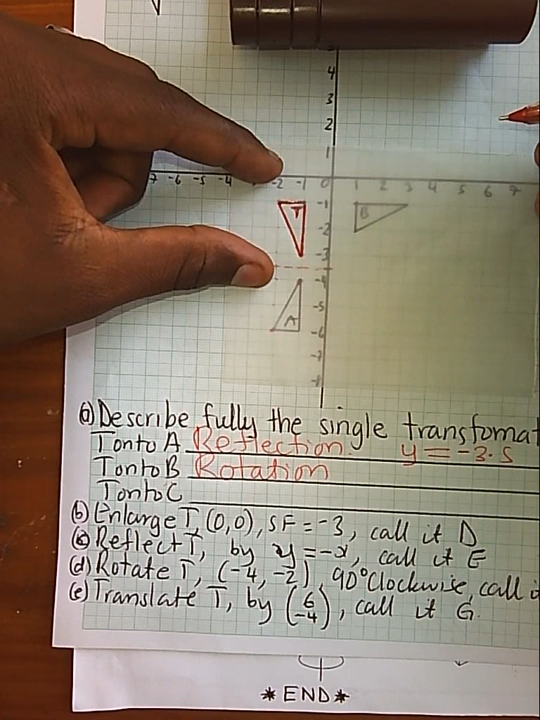 5
4
3
2
1
-7 -6 -5 -4 -2 -1 0 1 2 3 4 5 6 7
-1
T B
-2
-3
-4
-5
A
-6
-7
(a) Describe fully the single transfomat
T onto A Reflection y = -3.5
T onto B Rotation
T onto C
(b) Enlarge T, (0,0), SF = -3, call it D
(c) Reflect T, by y = -x, call it E
(d) Rotate T, (-4, -2), 90° Clockwise, call i
(e) Translate T, by (6 -4), call it G.
*END*